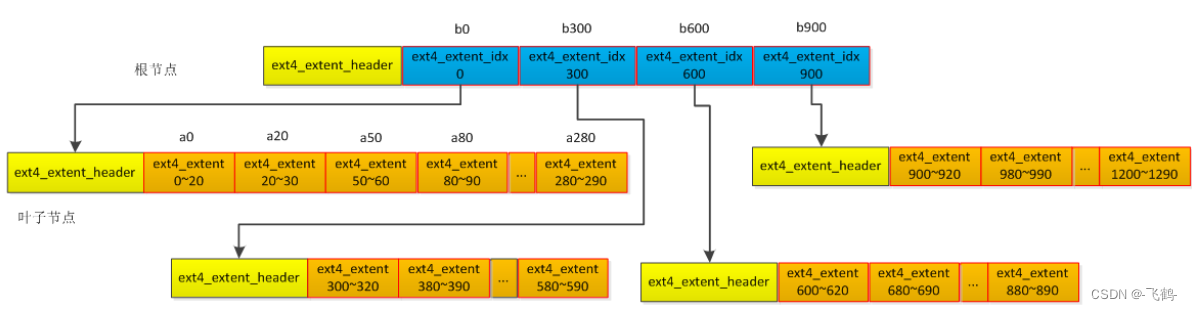 b0
b300
b600
b900
根节点
ext4_extent_header
ext4_extent_idx
0
ext4_extent_idx
300
ext4_extent_idx
600
ext4_extent_idx
900
a0
a20
a50
a80
a280
ext4_extent_header
ext4_extent
0~20
ext4_extent
20~30
ext4_extent
50~60
ext4_extent
80~90
...
ext4_extent
280~290
ext4_extent_header
ext4_extent
900~920
ext4_extent
980~990
...
ext4_extent
1200~1290
叶子节点
ext4_extent_header
ext4_extent
300~320
ext4_extent
380~390
...
ext4_extent
580~590
ext4_extent_header
ext4_extent
600~620
ext4_extent
680~690
...
ext4_extent
880~890
CSDN @-飞鹤-